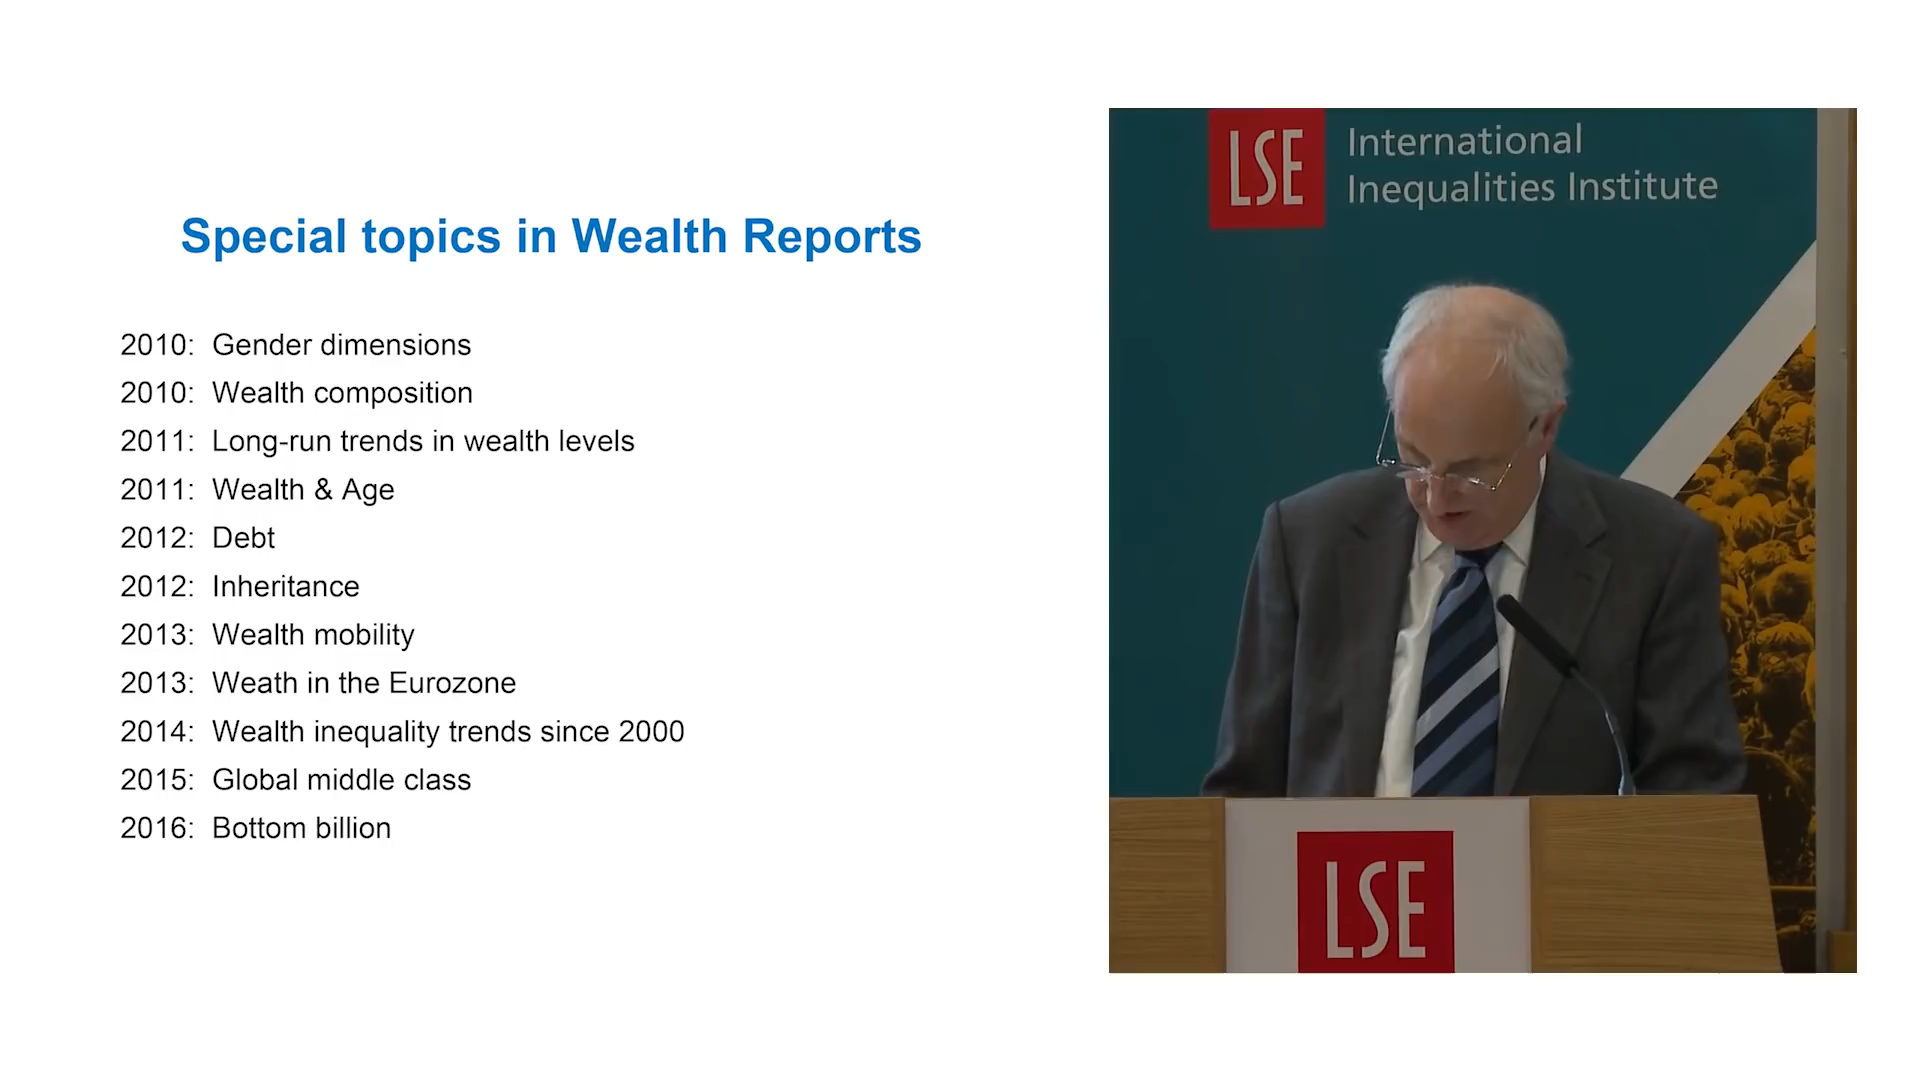 Special topics in Wealth Reports
2010: Gender dimensions
2010: Wealth composition
2011: Long-run trends in wealth levels
2011: Wealth & Age
2012: Debt
2012: Inheritance
2013: Wealth mobility
2013: Weath in the Eurozone
2014: Wealth inequality trends since 2000
2015: Global middle class
2016: Bottom billion
LSE
International
Inequalities Institute
LSE